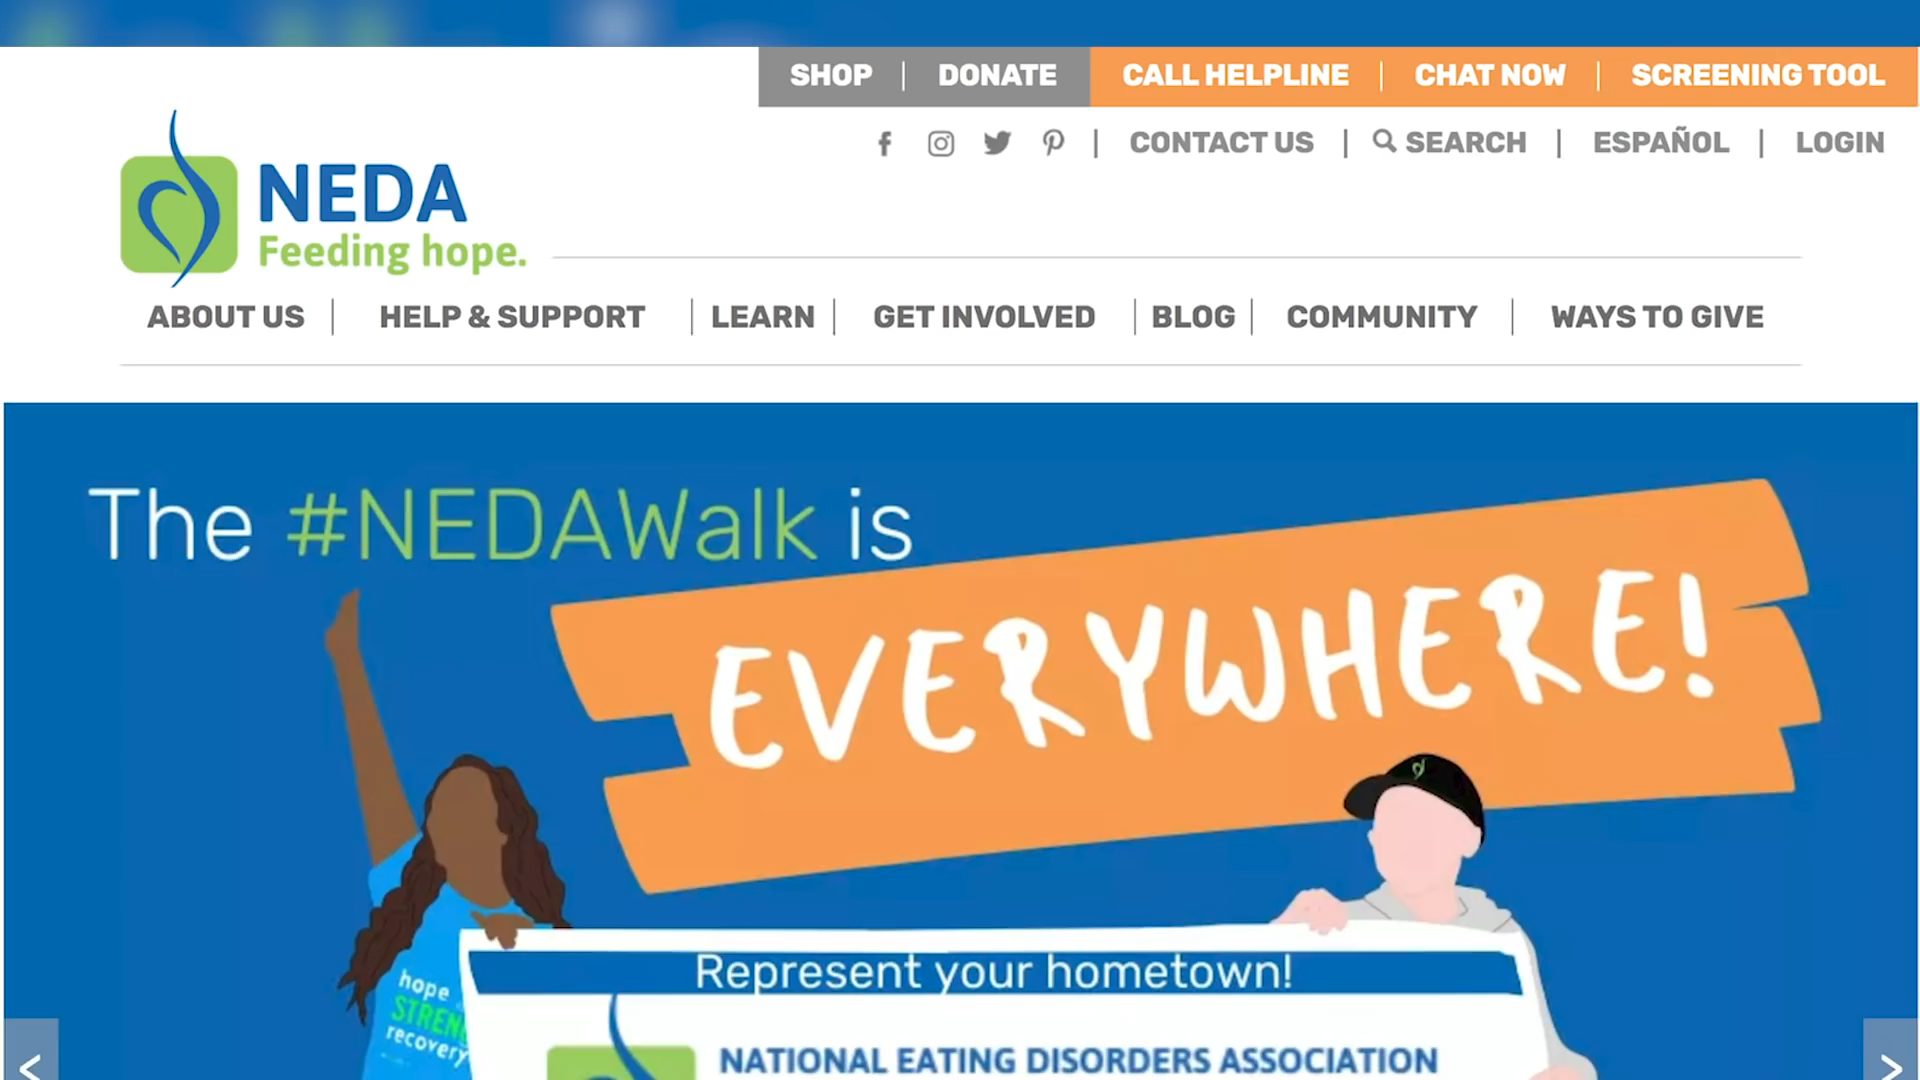 SHOP | DONATE CALL HELPLINE | CHAT NOW | SCREENING TOOL
| CONTACT US | SEARCH | ESPAÑOL | LOGIN
NEDA
Feeding hope.
ABOUT US | HELP & SUPPORT | LEARN | GET INVOLVED | BLOG | COMMUNITY | WAYS TO GIVE
The #NEDAWalk is
EVERYWHERE!
Represent your hometown!
hope
recovery
NATIONAL EATING DISORDERS ASSOCIATION
< >